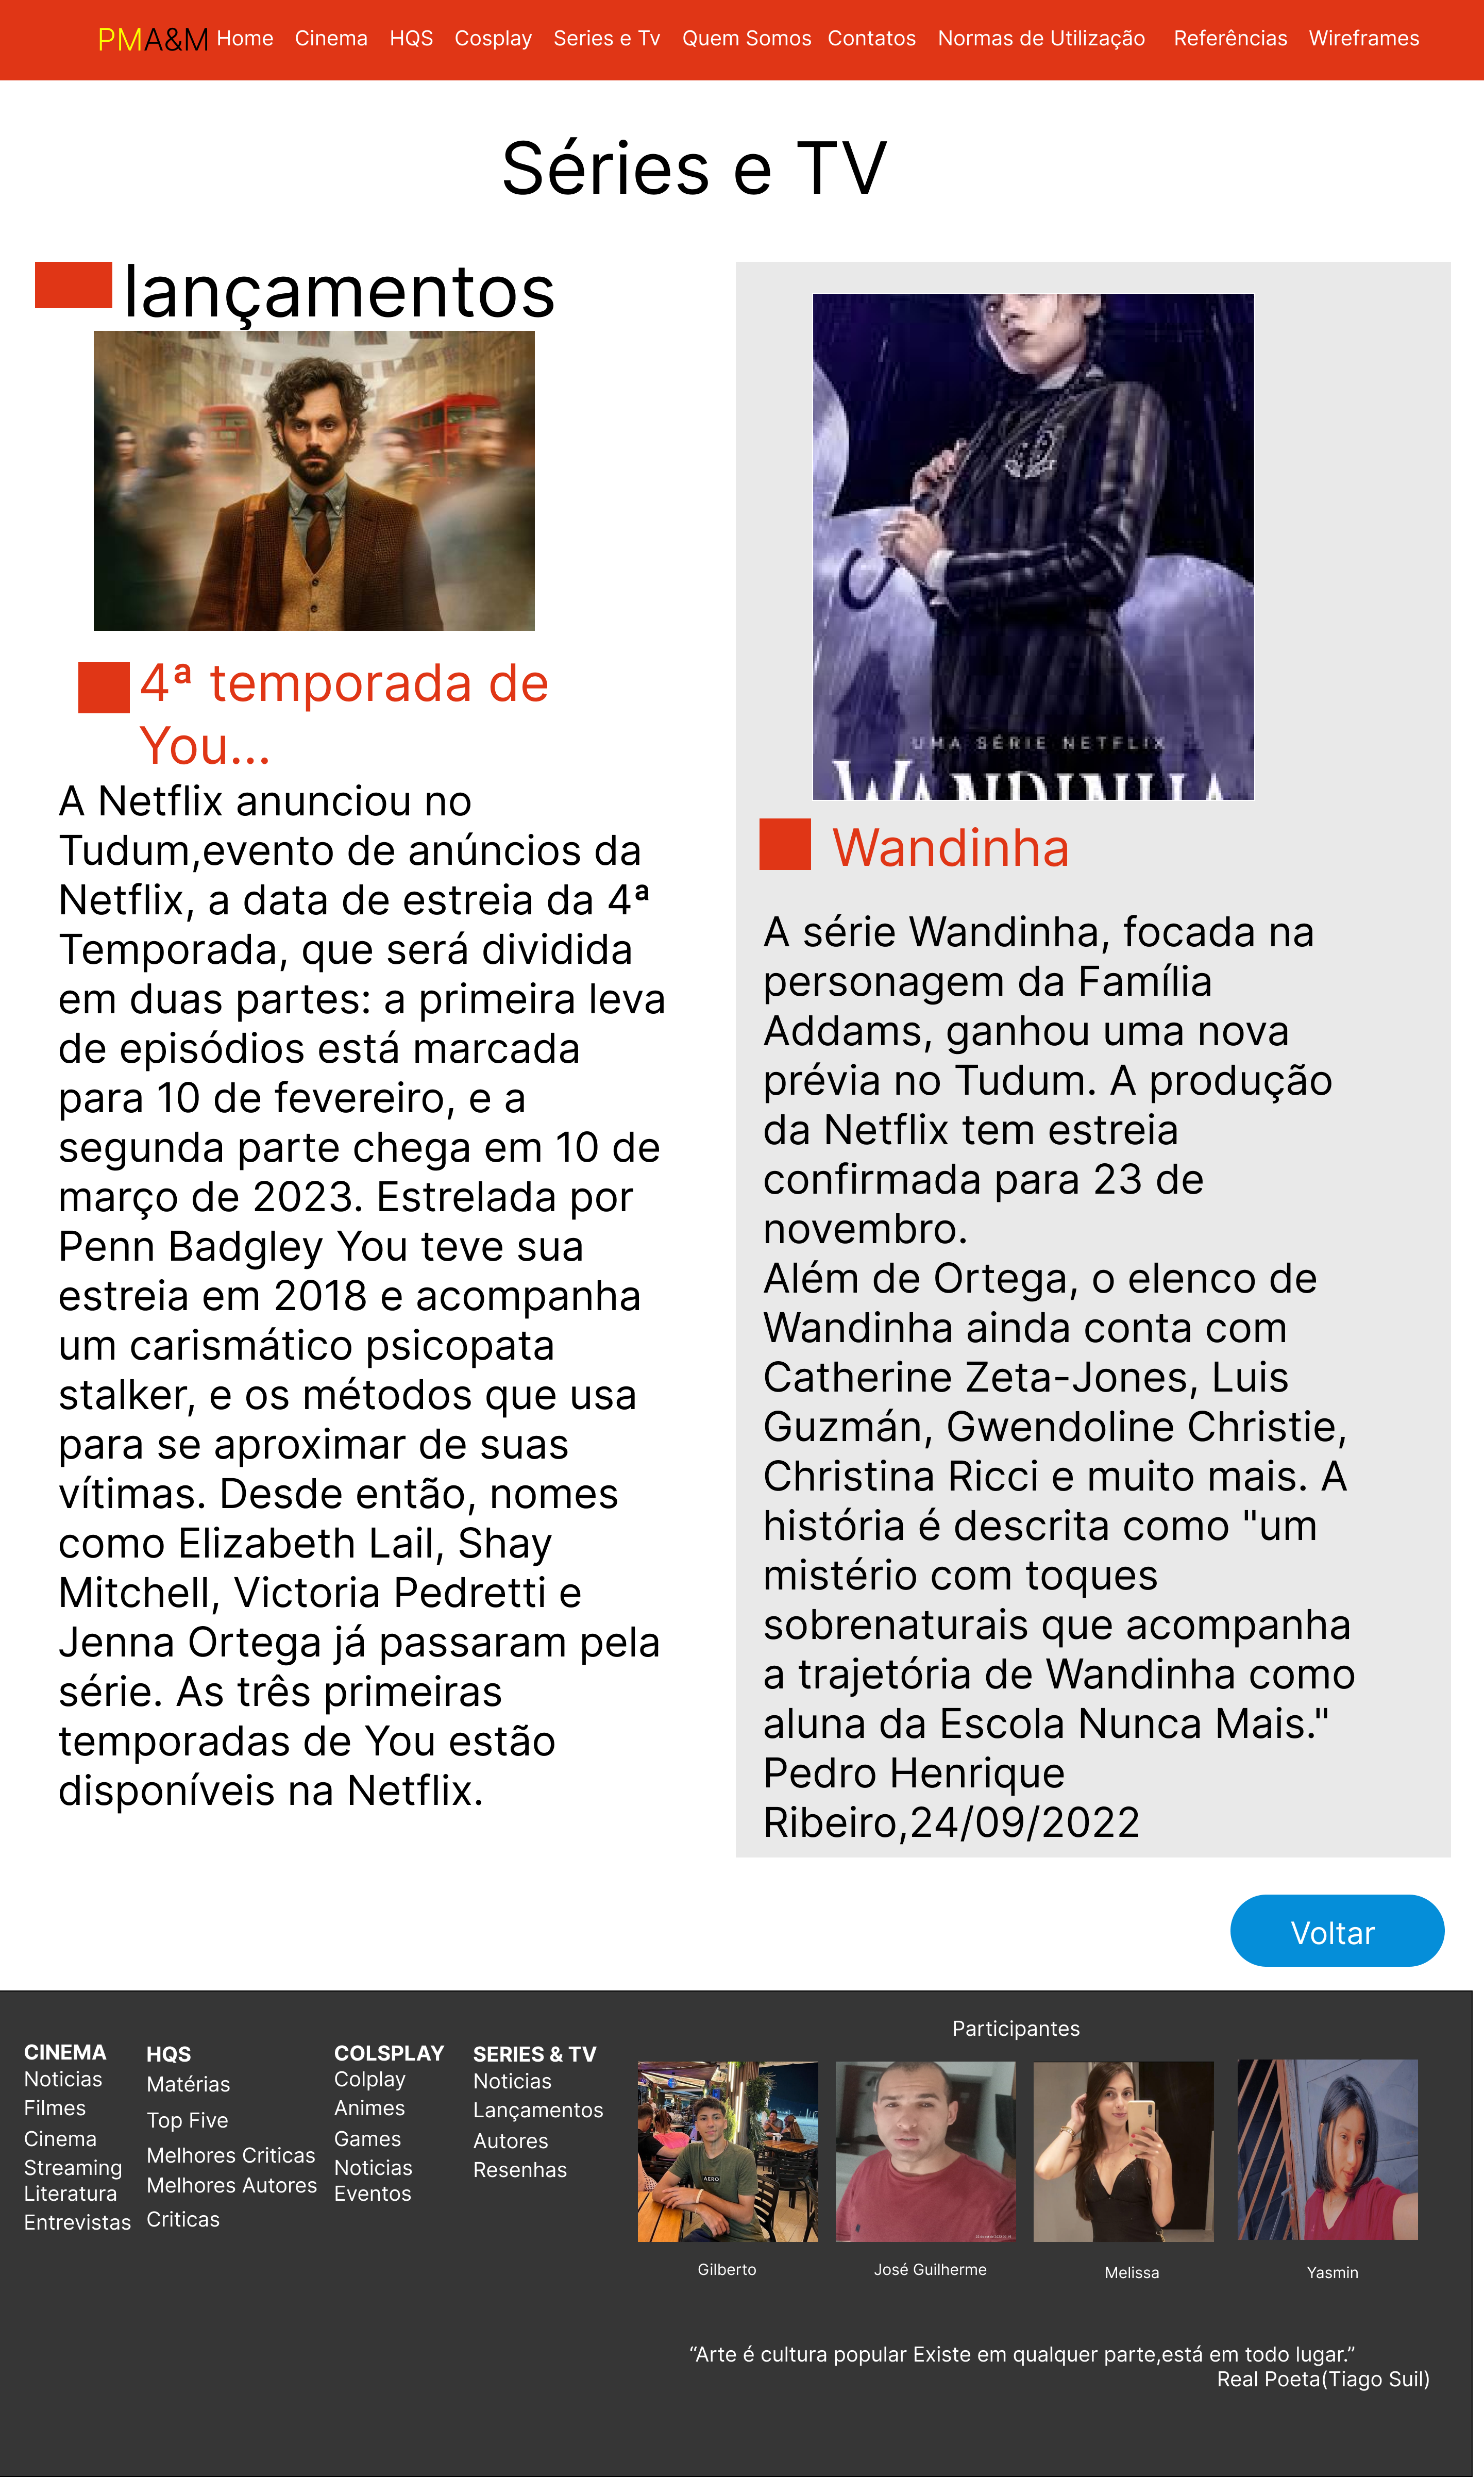 PMA&M Home Cinema HQS Cosplay Series e Tv Quem Somos Contatos Normas de Utilização Referências Wireframes
Séries e TV
lançamentos
4ª temporada de
You...
A Netflix anunciou no
Tudum,evento de anúncios da
Netflix, a data de estreia da 4ª
Temporada, que será dividida
em duas partes: a primeira leva
de episódios está marcada
para 10 de fevereiro, e a
segunda parte chega em 10 de
março de 2023. Estrelada por
Penn Badgley You teve sua
estreia em 2018 e acompanha
um carismático psicopata
stalker, e os métodos que usa
para se aproximar de suas
vítimas. Desde então, nomes
como Elizabeth Lail, Shay
Mitchell, Victoria Pedretti e
Jenna Ortega já passaram pela
série. As três primeiras
temporadas de You estão
disponíveis na Netflix.
UMA SÉRIE NETFLIX
WANDINHA
Wandinha
A série Wandinha, focada na
personagem da Família
Addams, ganhou uma nova
prévia no Tudum. A produção
da Netflix tem estreia
confirmada para 23 de
novembro.
Além de Ortega, o elenco de
Wandinha ainda conta com
Catherine Zeta-Jones, Luis
Guzmán, Gwendoline Christie,
Christina Ricci e muito mais. A
história é descrita como "um
mistério com toques
sobrenaturais que acompanha
a trajetória de Wandinha como
aluna da Escola Nunca Mais."
Pedro Henrique
Ribeiro,24/09/2022
Voltar
CINEMA
Noticias
Filmes
Cinema
Streaming
Literatura
Entrevistas
HQS
Matérias
Top Five
Melhores Criticas
Melhores Autores
Criticas
COLSPLAY
Colplay
Animes
Games
Noticias
Eventos
SERIES & TV
Noticias
Lançamentos
Autores
Resenhas
Participantes
AERO
Gilberto
José Guilherme
Melissa
Yasmin
“Arte é cultura popular Existe em qualquer parte,está em todo lugar.”
Real Poeta(Tiago Suil)